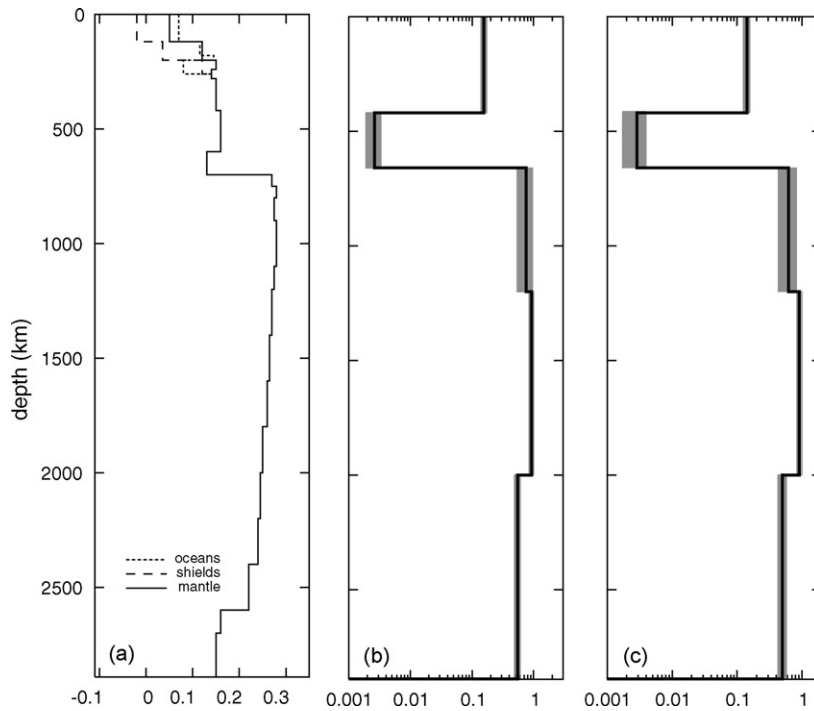 0
500
1000
1500
2000
2500
depth (km)
oceans
shields
mantle
(a)
(b)
(c)
-0.1 0 0.1 0.2 0.3
0.001 0.01 0.1 1
0.001 0.01 0.1 1